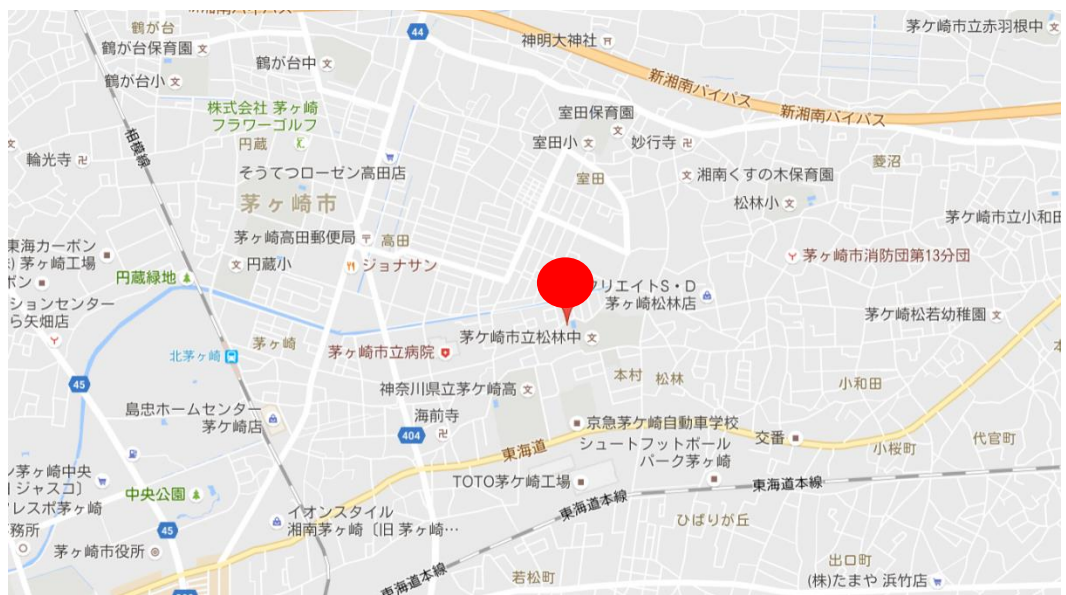 新湘南バイパス
鶴が台
44
神明大神社
茅ケ崎市立赤羽根中
鶴が台保育園
鶴が台中
鶴が台小
新湘南バイパス
新湘南バイパス
株式会社 茅ヶ崎
フラワーゴルフ
室田保育園
相模線
円蔵
室田小
妙行寺
輪光寺
菱沼
そうてつローゼン高田店
室田
湘南くすの木保育園
茅ヶ崎市
松林小
茅ケ崎市立小和田
茅ヶ崎高田郵便局
高田
東海カーボン
茅ヶ崎工場
円蔵小
ジョナサン
茅ヶ崎市消防団第13分団
円蔵緑地
クリエイトS・D
茅ヶ崎松林店
ションセンター
ら矢畑店
茅ケ崎松若幼稚園
茅ケ崎市立松林中
茅ヶ崎
北茅ヶ崎
茅ヶ崎市立病院
本村
松林
45
神奈川県立茅ケ崎高
小和田
島忠ホームセンター
茅ケ崎店
海前寺
京急茅ケ崎自動車学校
404
東海道
シュートフットボール
パーク茅ヶ崎
交番
代官町
小桜町
ン茅ヶ崎中央
ジャスコ〕
TOTO茅ケ崎工場
東海道本線
中央公園
レスポ茅ヶ崎
東海道本線
イオンスタイル
湘南茅ヶ崎〔旧 茅ヶ崎…
ひばりが丘
務所
45
茅ヶ崎市役所
出口町
東海道本線
若松町
(株)たまや 浜竹店